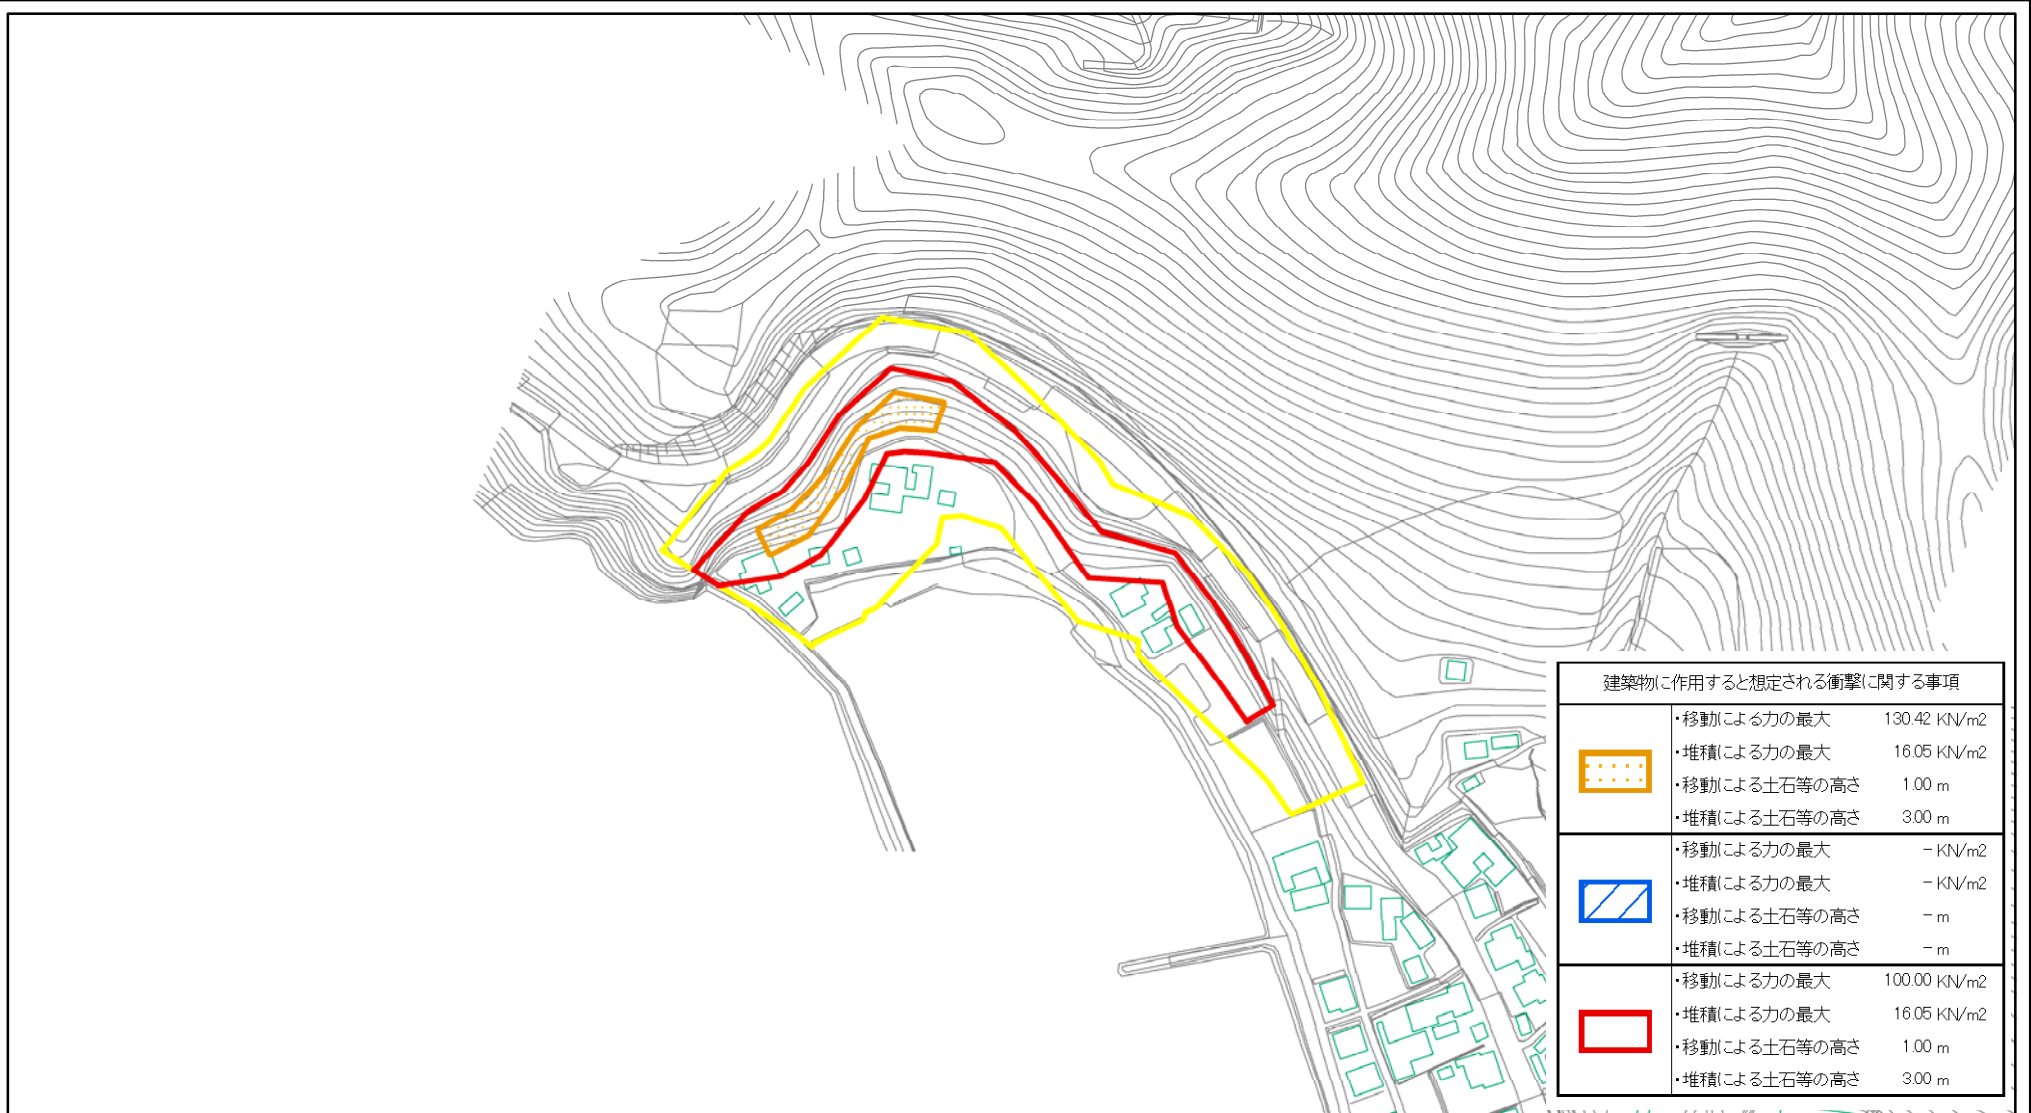 建築物に作用すると想定される衝撃に関する事項
・移動による力の最大 130.42 KN/m2
・堆積による力の最大 16.05 KN/m2
・移動による土石等の高さ 1.00 m
・堆積による土石等の高さ 3.00 m
・移動による力の最大 － KN/m2
・堆積による力の最大 － KN/m2
・移動による土石等の高さ － m
・堆積による土石等の高さ － m
・移動による力の最大 100.00 KN/m2
・堆積による力の最大 16.05 KN/m2
・移動による土石等の高さ 1.00 m
・堆積による土石等の高さ 3.00 m